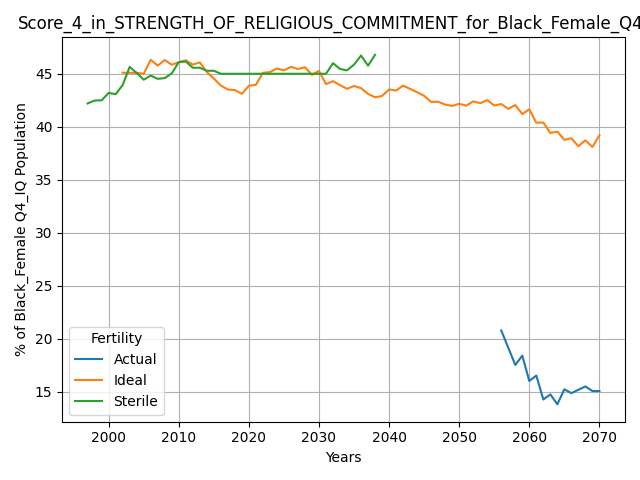 Score_4_in_STRENGTH_OF_RELIGIOUS_COMMITMENT_for_Black_Female_Q4
% of Black_Female Q4_IQ Population
45
40
35
30
25
20
15
Fertility
Actual
Ideal
Sterile
2000 2010 2020 2030 2040 2050 2060 2070
Years